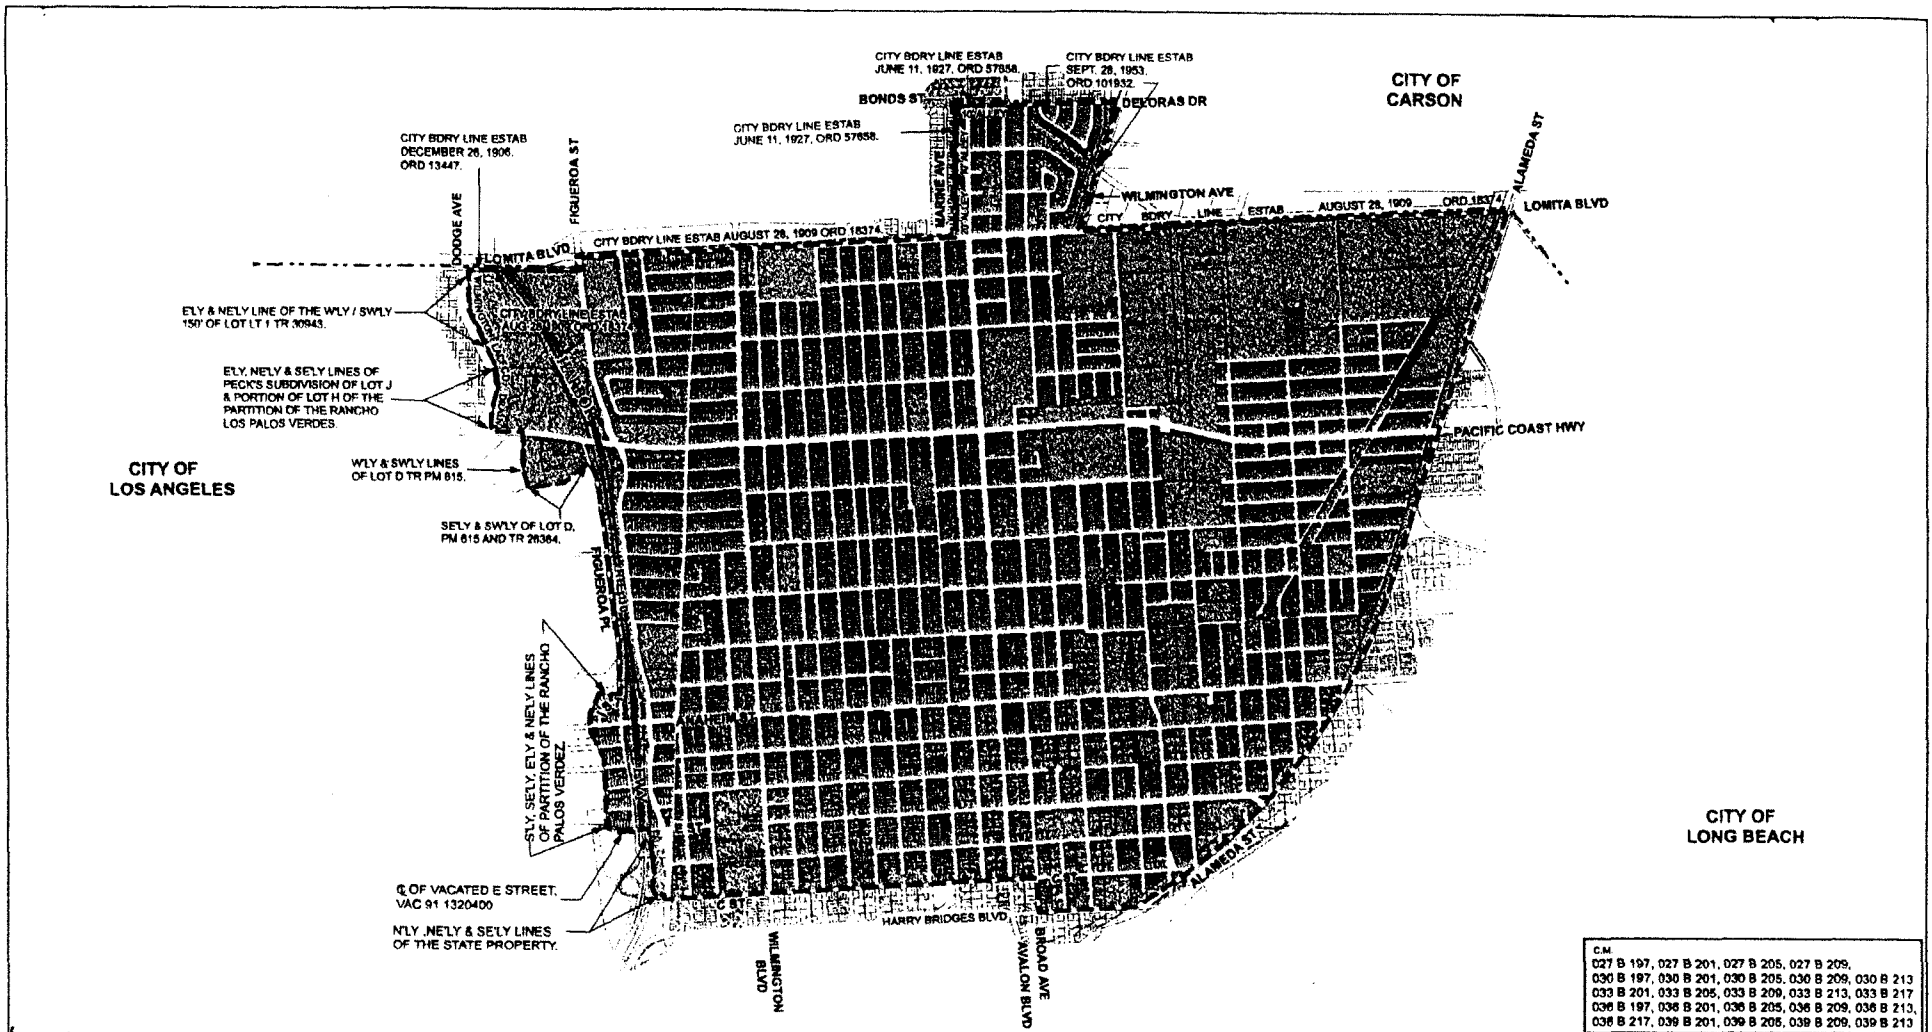 CITY BDRY LINE ESTAB
JUNE 11, 1927, ORD 57658.
CITY BDRY LINE ESTAB
SEPT. 28, 1953.
ORD 101932.
CITY OF
CARSON
BONDS ST
DELORAS DR
CITY BDRY LINE ESTAB
JUNE 11, 1927, ORD 57658.
CITY BDRY LINE ESTAB
DECEMBER 26, 1906.
ORD 13447.
FIGUEROA ST
DODGE AVE
MARINE AVE
ALLEY
ALAMEDA ST
WILMINGTON AVE
CITY BDRY LINE ESTAB AUGUST 28, 1909 ORD 18374
LOMITA BLVD
CITY BDRY LINE ESTAB AUGUST 28, 1909 ORD 18374.
LOMITA BLVD
CITY BDRY LINE ESTAB
E'LY & NE'LY LINE OF THE W'LY / SW'LY
150' OF LOT LT 1 TR 30943.
E'LY, NE'LY & SE'LY LINES OF
PECK'S SUBDIVISION OF LOT J
& PORTION OF LOT H OF THE
PARTITION OF THE RANCHO
LOS PALOS VERDES.
PACIFIC COAST HWY
CITY OF
LOS ANGELES
W'LY & SW'LY LINES
OF LOT D TR PM 615.
SE'LY & SW'LY OF LOT D,
PM 615 AND TR 26364.
FIGUEROA PL
S'LY, SE'LY, E'LY & NE'LY LINES
OF PARTITION OF THE RANCHO
PALOS VERDEZ
ANAHEIM ST
CITY OF
LONG BEACH
ALAMEDA ST
℄ OF VACATED E STREET.
VAC 91 1320400
C ST
HARRY BRIDGES BLVD
N'LY ,NE'LY & SE'LY LINES
OF THE STATE PROPERTY.
WILMINGTON
BLVD
BROAD AVE
AVALON BLVD
C.M.
027 B 197, 027 B 201, 027 B 205, 027 B 209,
030 B 197, 030 B 201, 030 B 205, 030 B 209, 030 B 213
033 B 201, 033 B 205, 033 B 209, 033 B 213, 033 B 217
036 B 197, 036 B 201, 036 B 205, 036 B 209, 036 B 213,
036 B 217, 039 B 201, 039 B 205, 039 B 209, 039 B 213